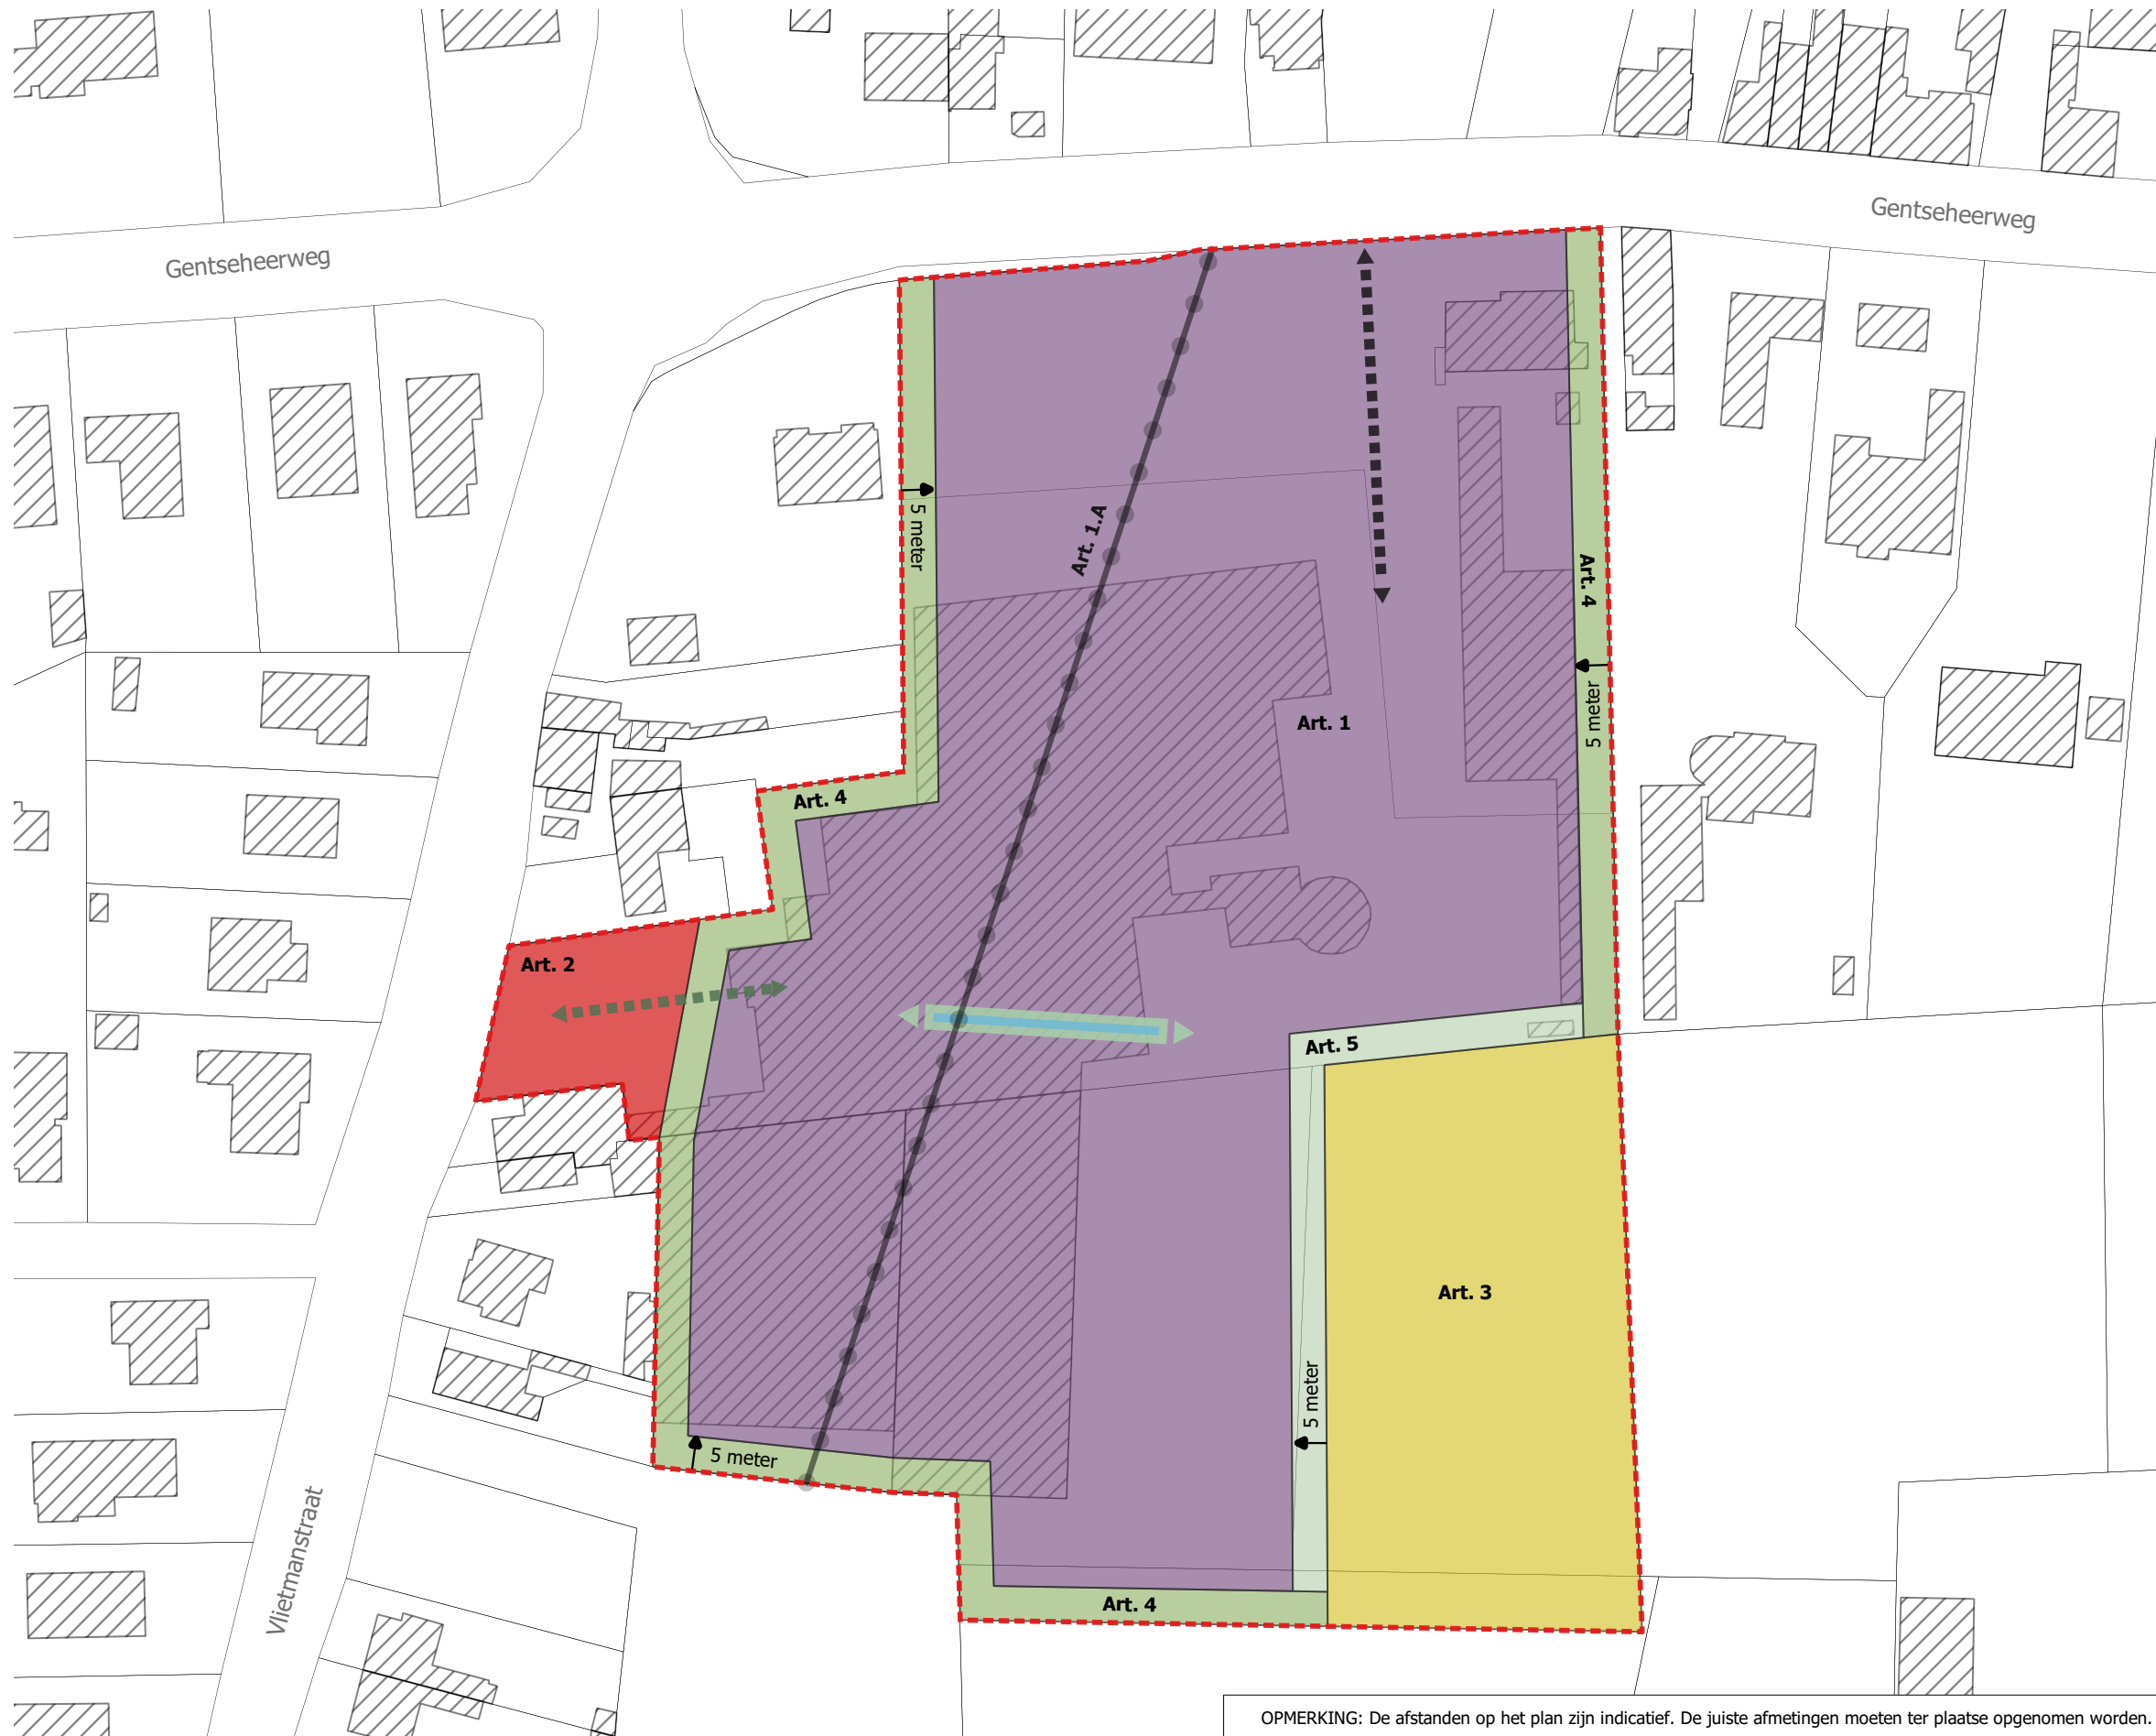 Gentseheerweg
Gentseheerweg
5 meter
Art. 1.A
Art. 4
5 meter
Art. 1
Art. 4
Art. 2
Art. 5
Art. 3
5 meter
5 meter
Vlietmanstraat
Art. 4
OPMERKING: De afstanden op het plan zijn indicatief. De juiste afmetingen moeten ter plaatse opgenomen worden